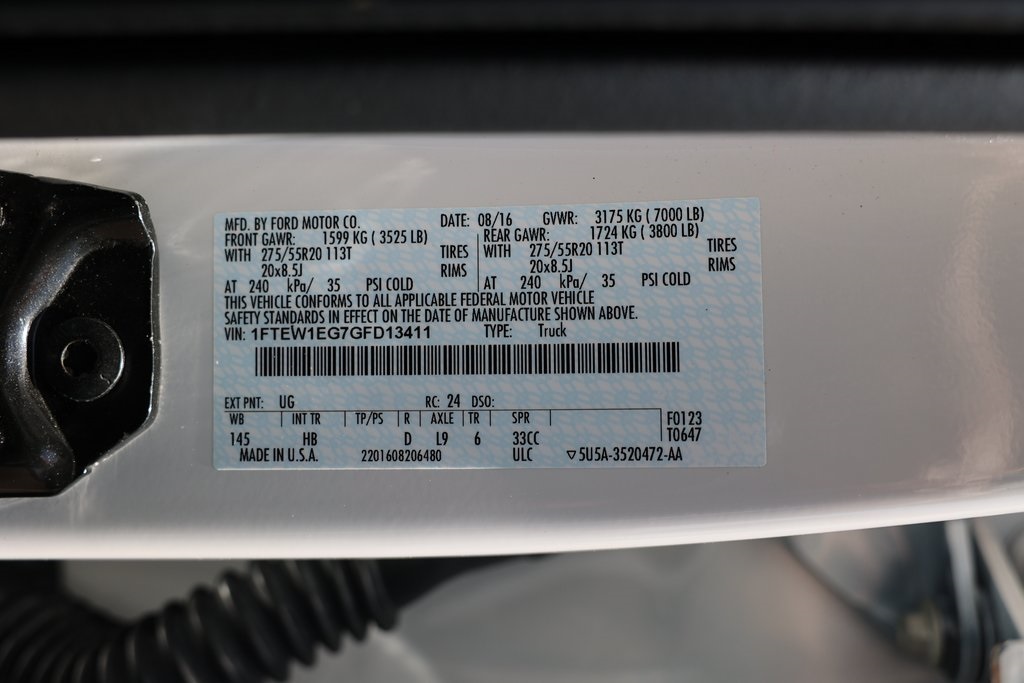 MFD. BY FORD MOTOR CO. DATE: 08/16 GVWR: 3175 KG ( 7000 LB)
FRONT GAWR: 1599 KG ( 3525 LB) REAR GAWR: 1724 KG ( 3800 LB)
WITH 275/55R20 113T TIRES WITH 275/55R20 113T TIRES
20x8.5J RIMS 20x8.5J RIMS
AT 240 kPa/ 35 PSI COLD AT 240 kPa/ 35 PSI COLD
THIS VEHICLE CONFORMS TO ALL APPLICABLE FEDERAL MOTOR VEHICLE
SAFETY STANDARDS IN EFFECT ON THE DATE OF MANUFACTURE SHOWN ABOVE.
VIN: 1FTEW1EG7GFD13411 TYPE: Truck
EXT PNT: UG RC: 24 DSO:
WB INT TR TP/PS R AXLE TR SPR F0123
145 HB D L9 6 33CC T0647
MADE IN U.S.A. 2201608206480 ULC ▽5U5A-3520472-AA